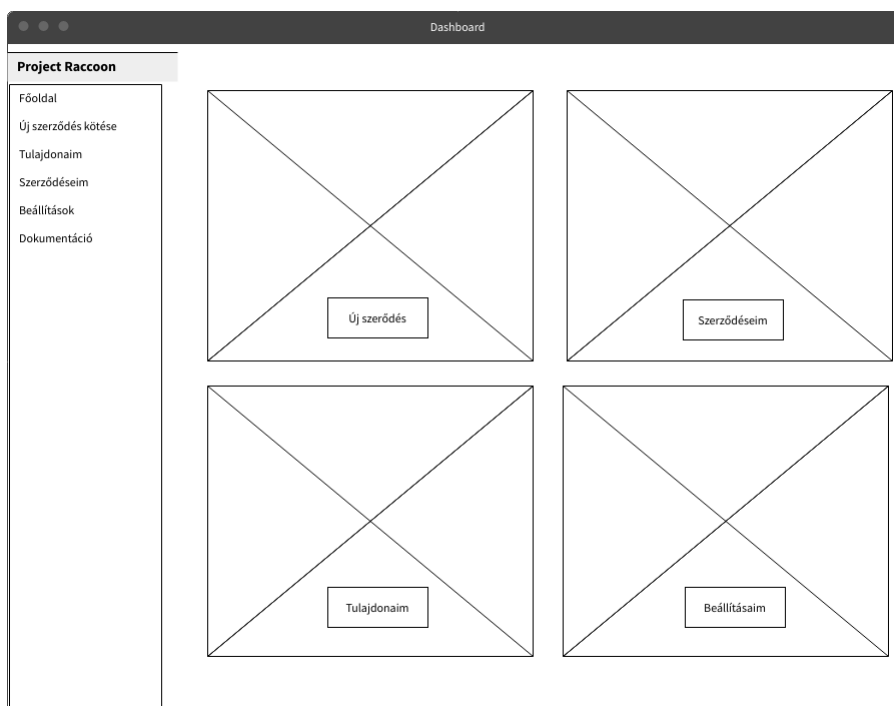 Dashboard
Project Raccoon
Főoldal
Új szerződés kötése
Tulajdonaim
Szerződéseim
Beállítások
Dokumentáció
Új szerődés
Szerződéseim
Tulajdonaim
Beállításaim